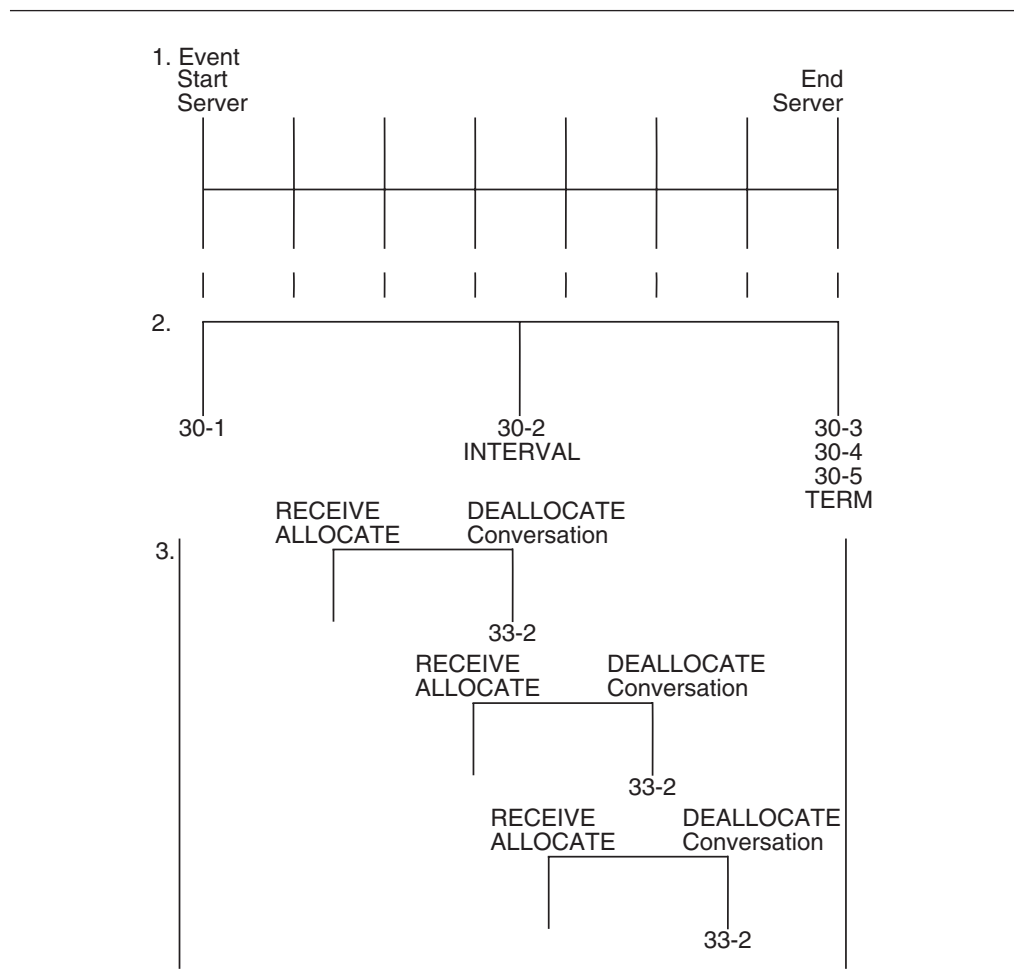 1. Event
Start
Server
End
Server
2.
30-1
30-2
INTERVAL
30-3
30-4
30-5
TERM
RECEIVE
ALLOCATE
DEALLOCATE
Conversation
3.
33-2
RECEIVE
ALLOCATE
DEALLOCATE
Conversation
33-2
RECEIVE
ALLOCATE
DEALLOCATE
Conversation
33-2